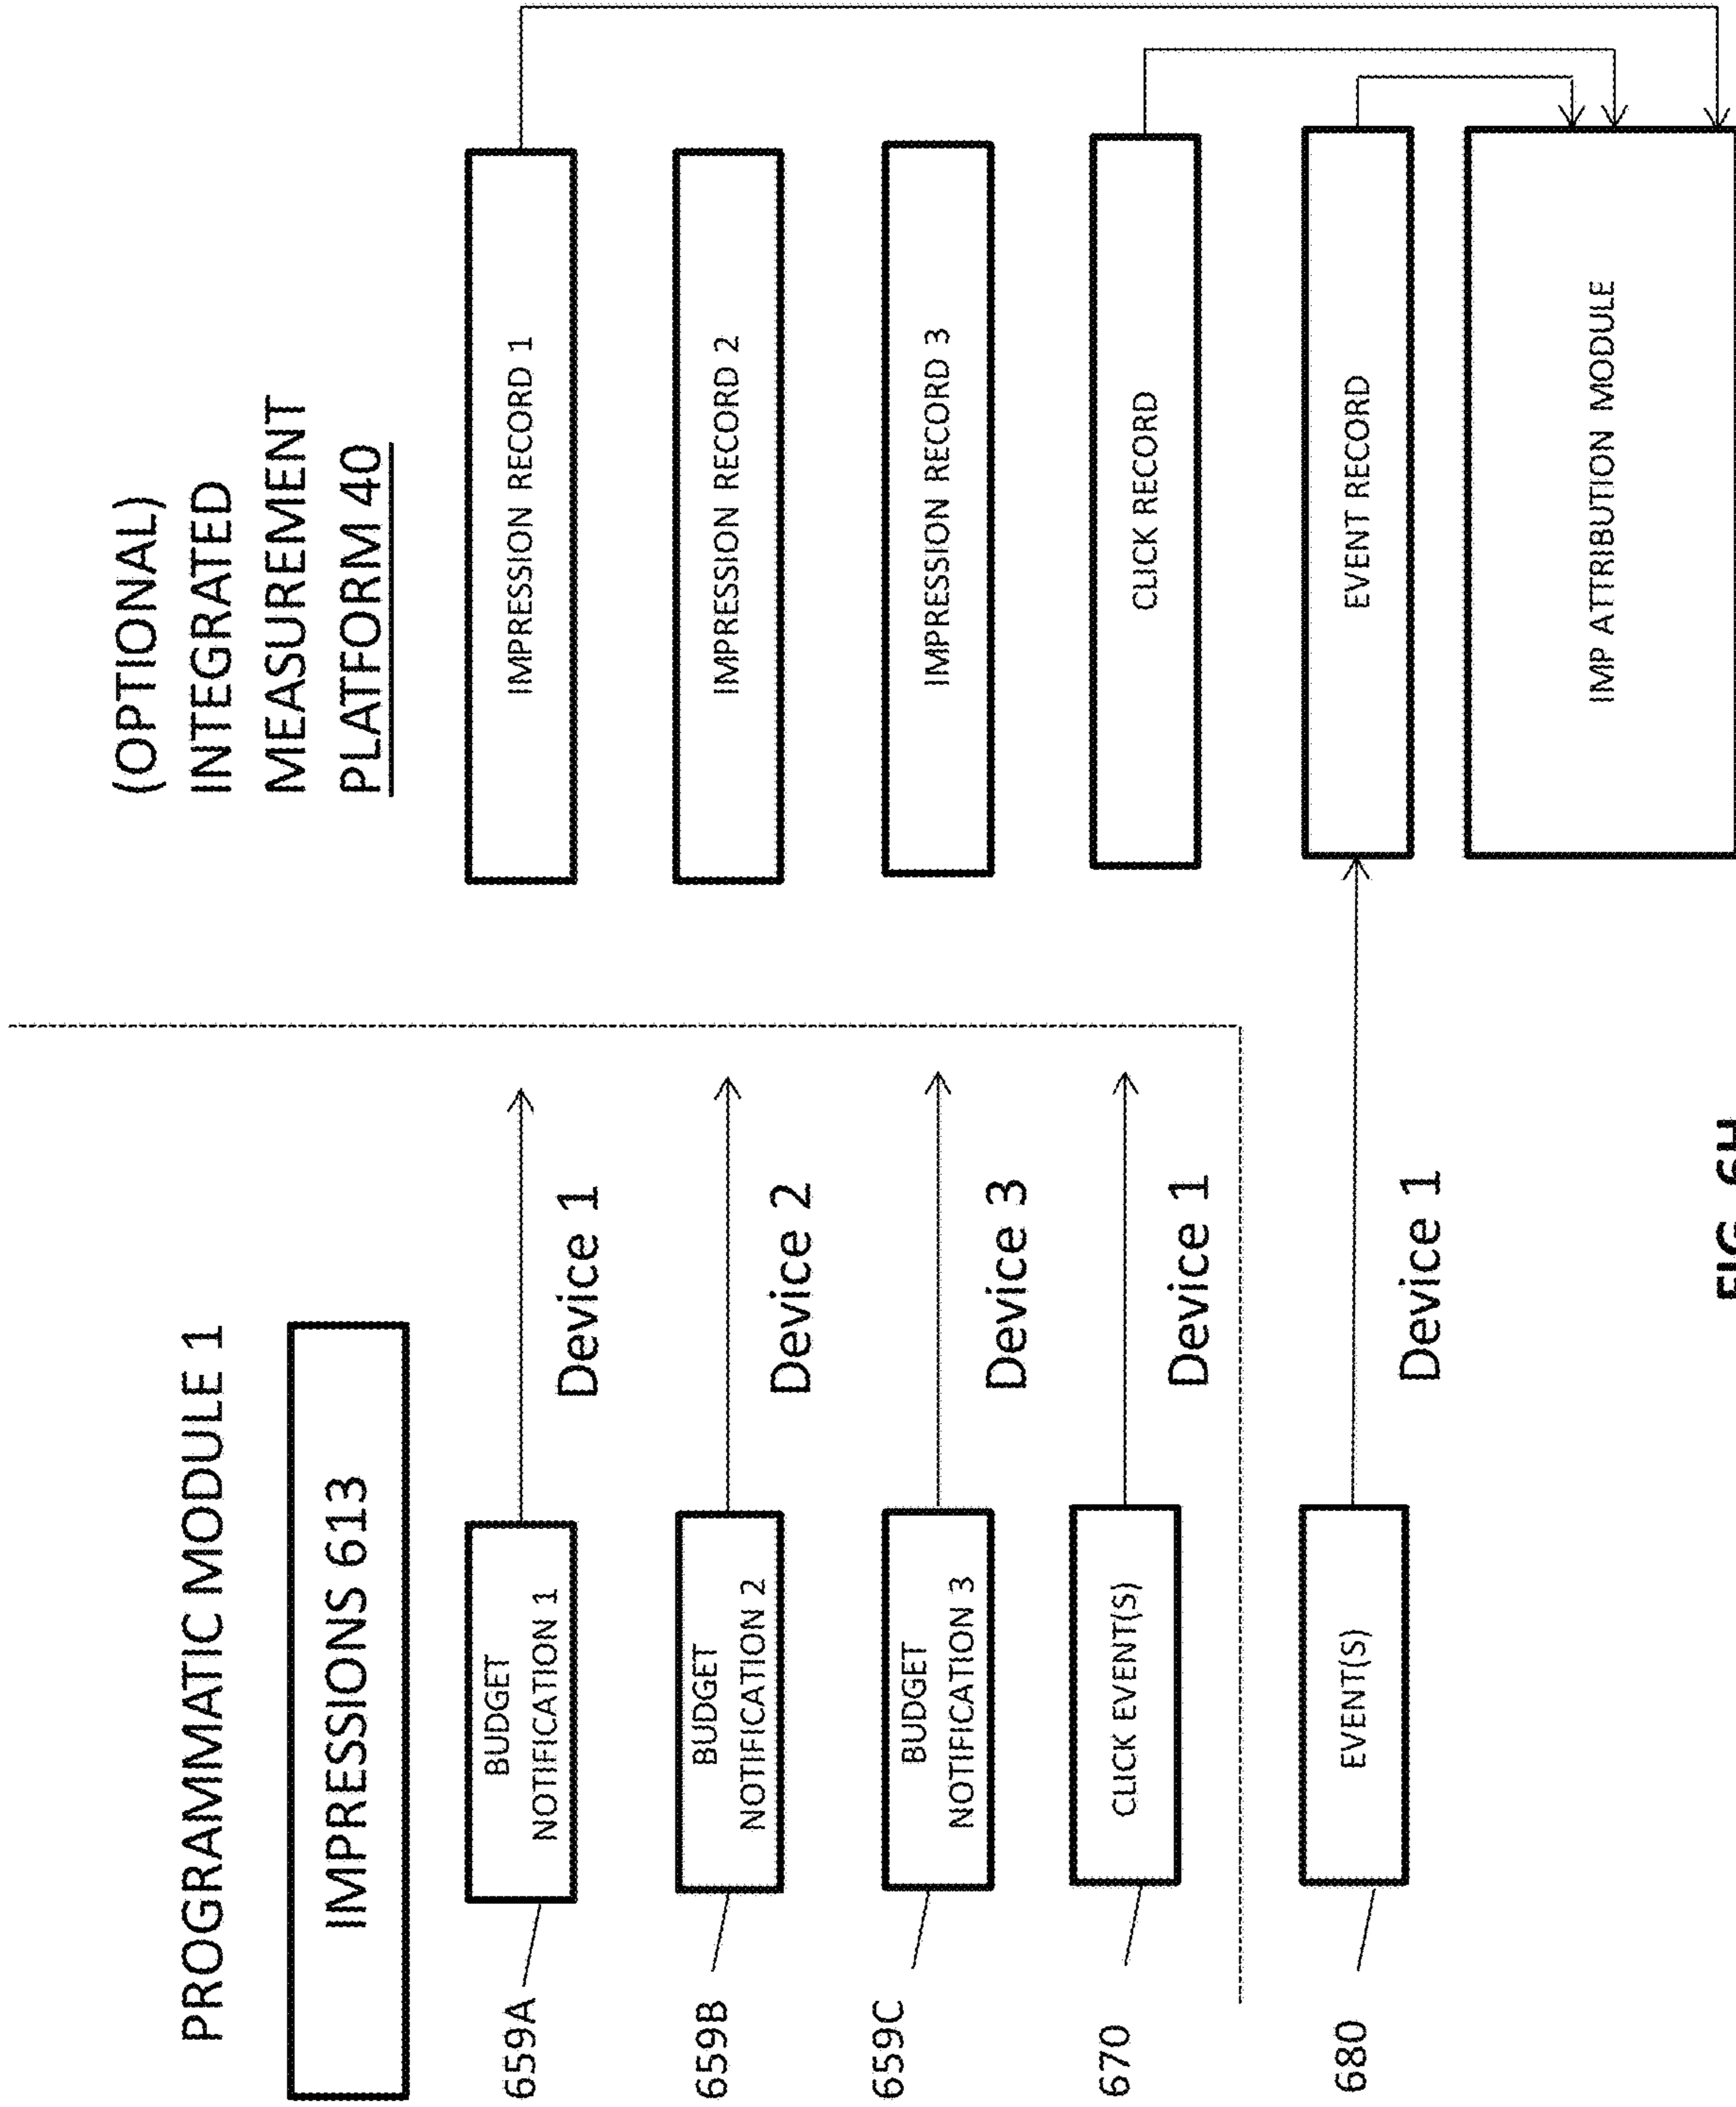 PROGRAMMATIC MODULE 1
IMPRESSIONS 613
659A
BUDGET
NOTIFICATION 1
Device 1
659B
BUDGET
NOTIFICATION 2
Device 2
659C
BUDGET
NOTIFICATION 3
Device 3
670
CLICK EVENT(S)
Device 1
680
EVENT(S)
Device 1
(OPTIONAL)
INTEGRATED
MEASUREMENT
PLATFORM 40
IMPRESSION RECORD 1
IMPRESSION RECORD 2
IMPRESSION RECORD 3
CLICK RECORD
EVENT RECORD
IMP ATTRIBUTION MODULE
FIG. 6H